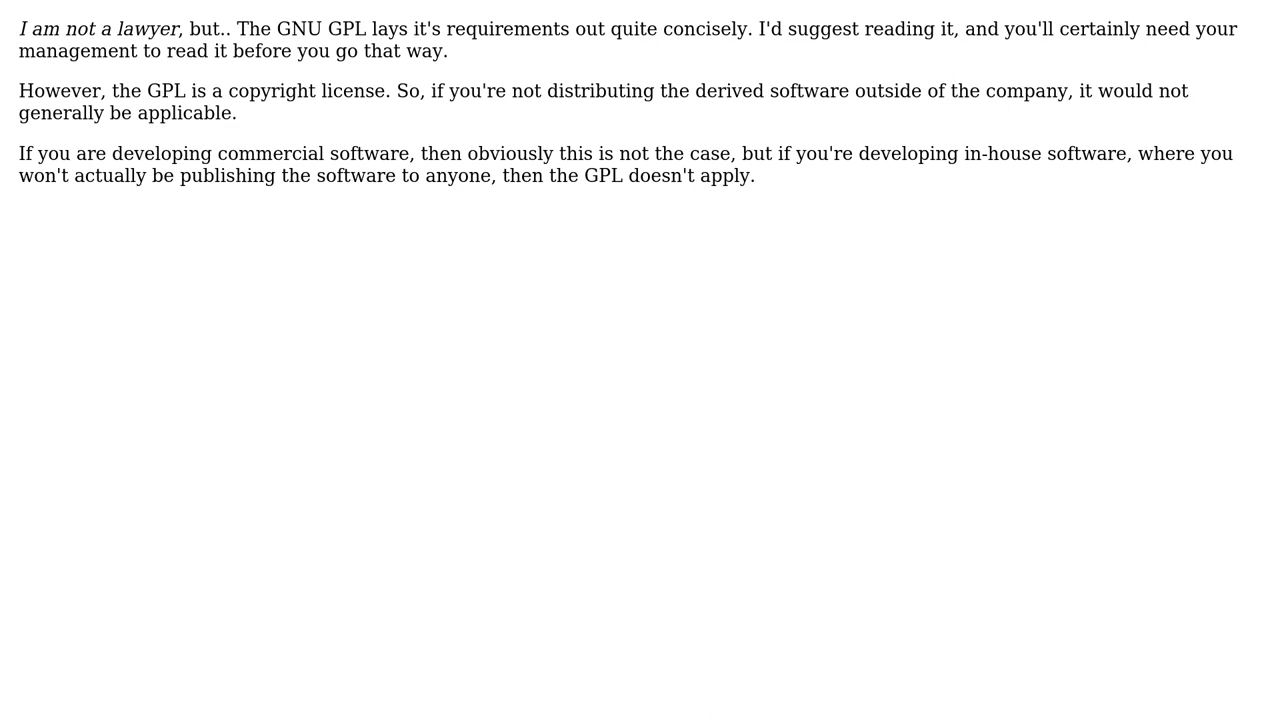 I am not a lawyer, but.. The GNU GPL lays it's requirements out quite concisely. I'd suggest reading it, and you'll certainly need your
management to read it before you go that way.
However, the GPL is a copyright license. So, if you're not distributing the derived software outside of the company, it would not
generally be applicable.
If you are developing commercial software, then obviously this is not the case, but if you're developing in-house software, where you
won't actually be publishing the software to anyone, then the GPL doesn't apply.